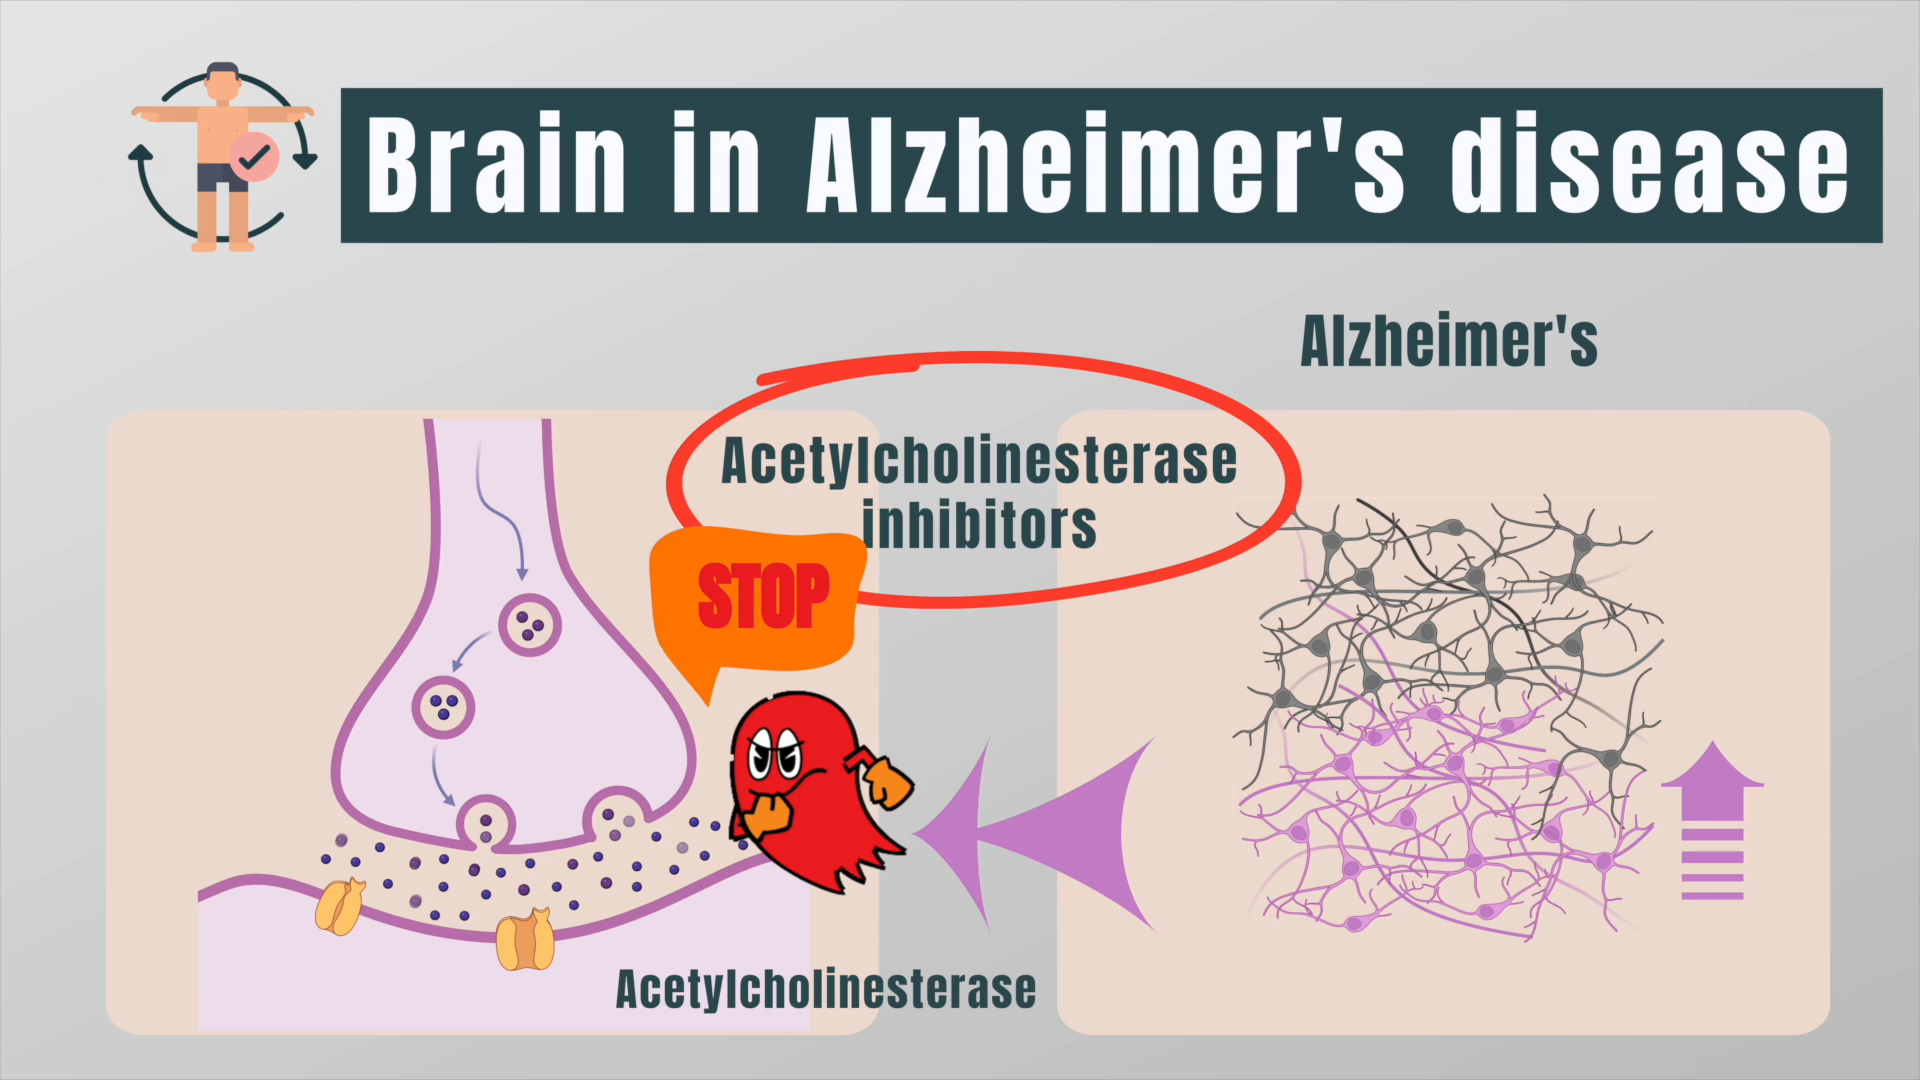 Brain in Alzheimer's disease
Alzheimer's
Acetylcholinesterase
inhibitors
STOP
Acetylcholinesterase